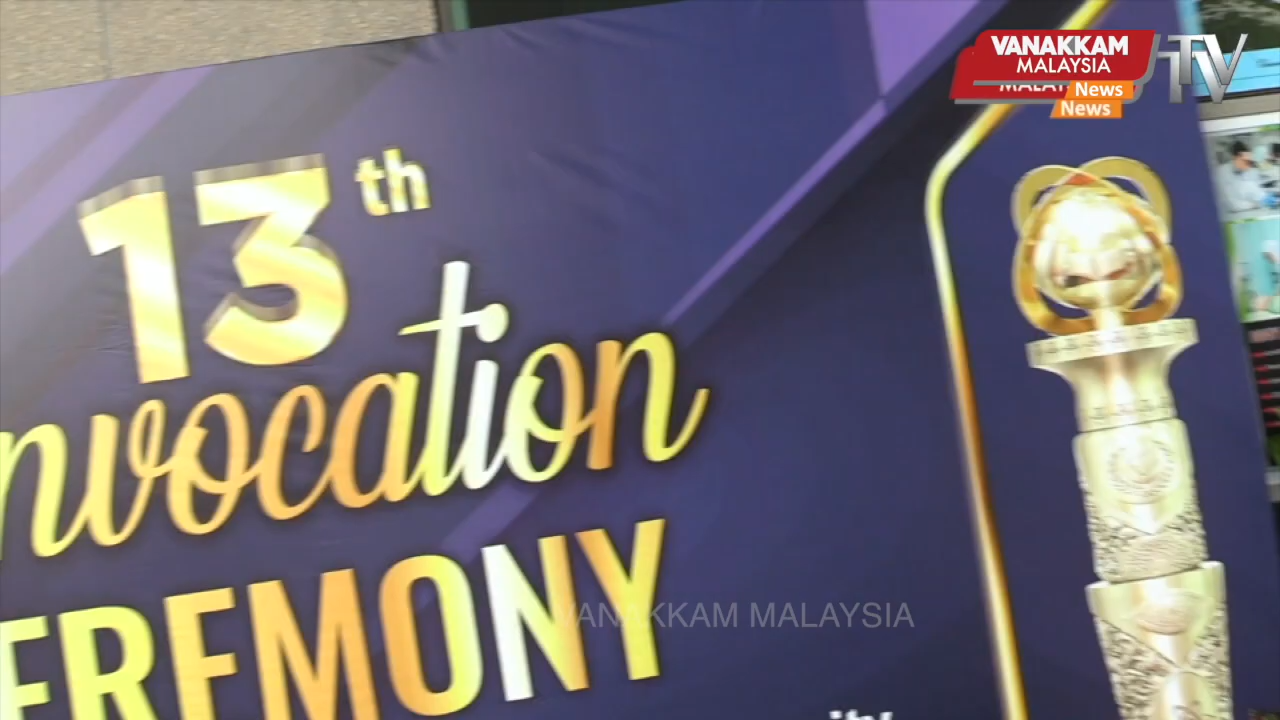 VANAKKAM
MALAYSIA
News
News
TV
13th
nvocation
EREMONY
VANAKKAM MALAYSIA